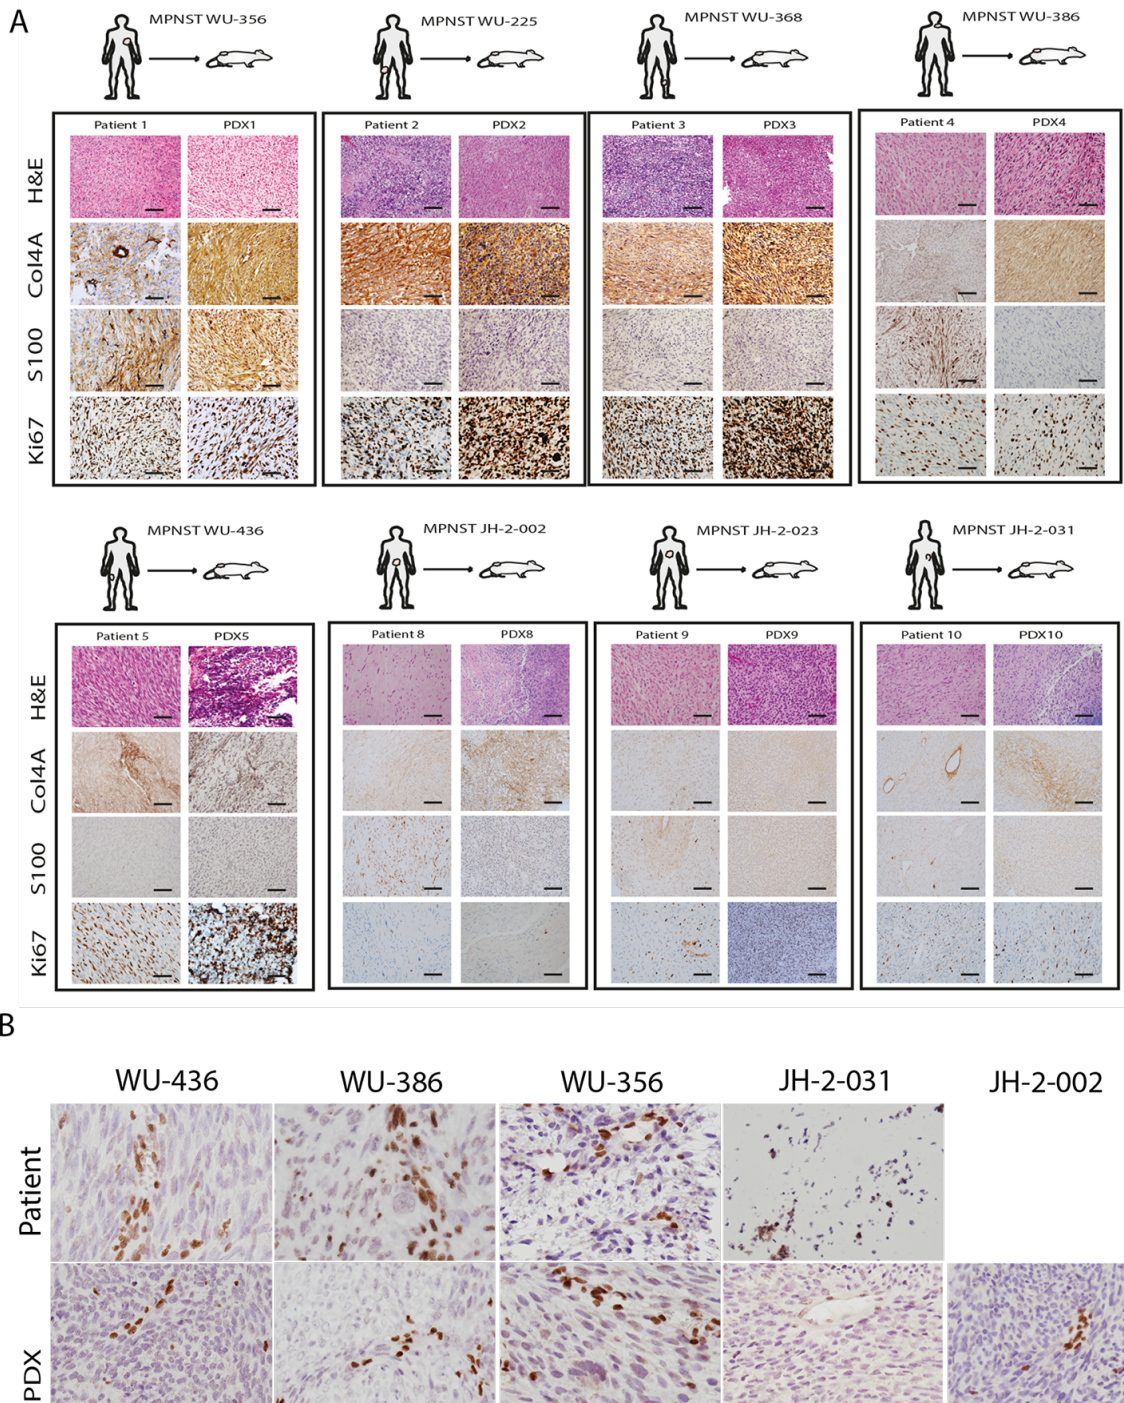 A
MPNST WU-356
MPNST WU-225
MPNST WU-368
MPNST WU-386
Patient 1 PDX1
Patient 2 PDX2
Patient 3 PDX3
Patient 4 PDX4
H&E
Col4A
S100
Ki67
MPNST WU-436
MPNST JH-2-002
MPNST JH-2-023
MPNST JH-2-031
Patient 5 PDX5
Patient 8 PDX8
Patient 9 PDX9
Patient 10 PDX10
H&E
Col4A
S100
Ki67
B
WU-436 WU-386 WU-356 JH-2-031 JH-2-002
Patient
PDX